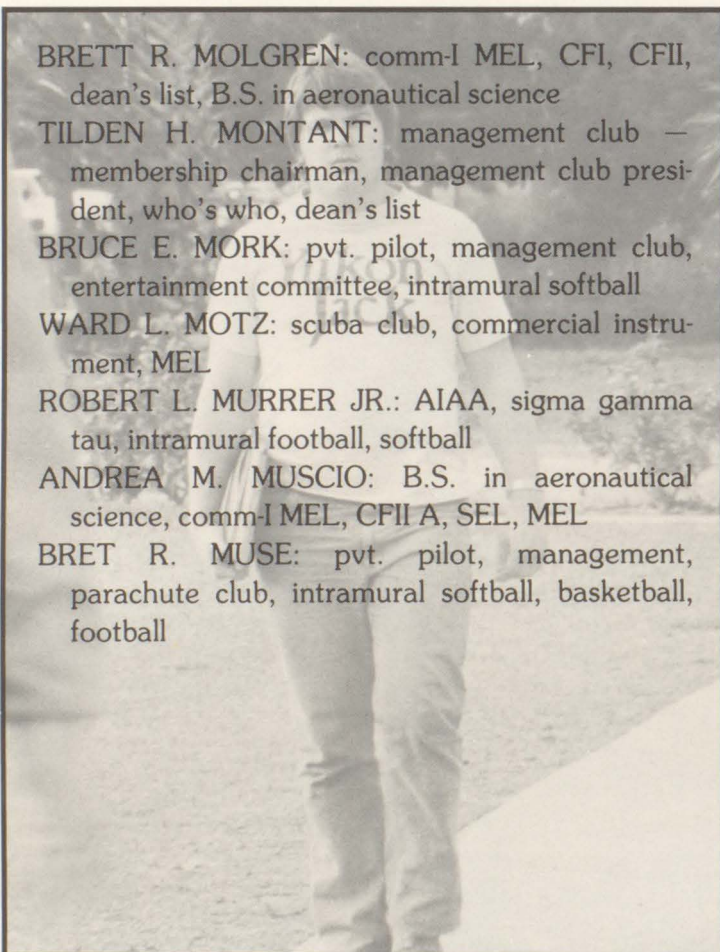 BRETT R. MOLGREN: comm-I MEL, CFI, CFII,
dean's list, B.S. in aeronautical science
TILDEN H. MONTANT: management club —
membership chairman, management club presi-
dent, who's who, dean's list
BRUCE E. MORK: pvt. pilot, management club,
entertainment committee, intramural softball
WARD L. MOTZ: scuba club, commercial instru-
ment, MEL
ROBERT L. MURRER JR.: AIAA, sigma gamma
tau, intramural football, softball
ANDREA M. MUSCIO: B.S. in aeronautical
science, comm-I MEL, CFII A, SEL, MEL
BRET R. MUSE: pvt. pilot, management,
parachute club, intramural softball, basketball,
football
Jack